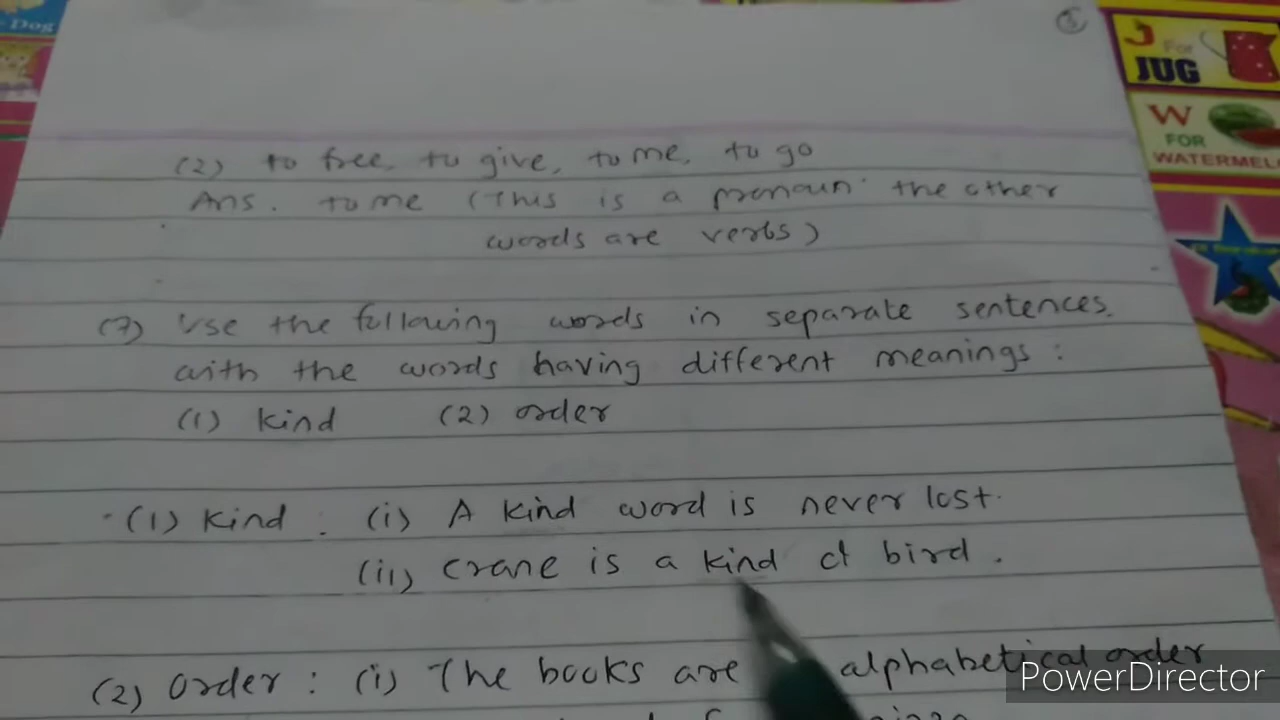 Dog
5
J For
JUG
W
FOR
WATERMEL
(2) to free, to give, to me, to go
Ans. to me (This is a pronoun. the other
words are verbs)
(7) Use the following words in separate sentences,
with the words having different meanings:
(1) kind (2) order
(1) kind : (i) A kind word is never lost.
(ii) Crane is a kind of bird.
(2) Order : (i) The books are alphabetical order
PowerDirector